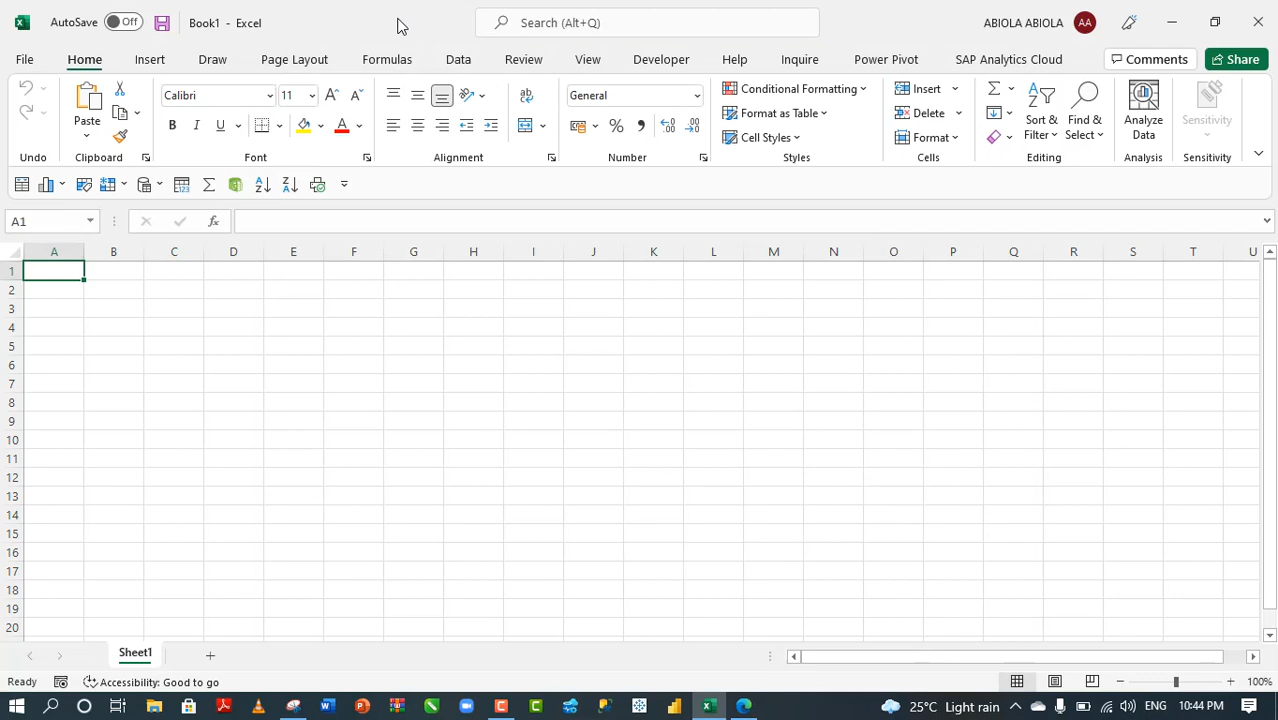 AutoSave Off Book1 - Excel Search (Alt+Q) ABIOLA ABIOLA AA
File Home Insert Draw Page Layout Formulas Data Review View Developer Help Inquire Power Pivot SAP Analytics Cloud Comments Share
Calibri 11 General Conditional Formatting Insert
Paste Format as Table Delete Sort & Filter Find & Select Analyze Data Sensitivity
B I U A % Cell Styles Format
Undo Clipboard Font Alignment Number Styles Cells Editing Analysis Sensitivity
A1 fx
A B C D E F G H I J K L M N O P Q R S T U
1
2
3
4
5
6
7
8
9
10
11
12
13
14
15
16
17
18
19
20
Sheet1
Ready Accessibility: Good to go 100%
25°C Light rain ENG 10:44 PM